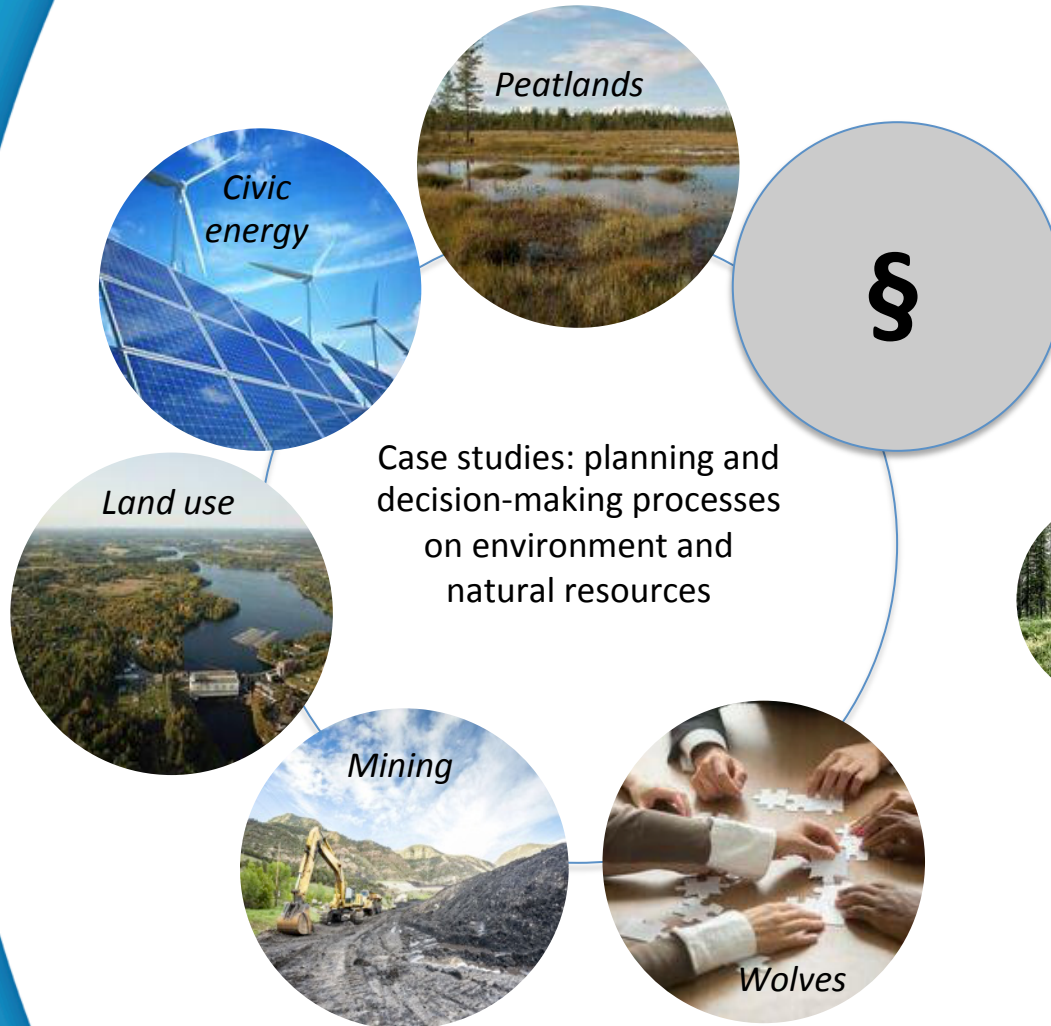 Peatlands
Civic
energy
§
Case studies: planning and
decision-making processes
on environment and
natural resources
Land use
Mining
Wolves